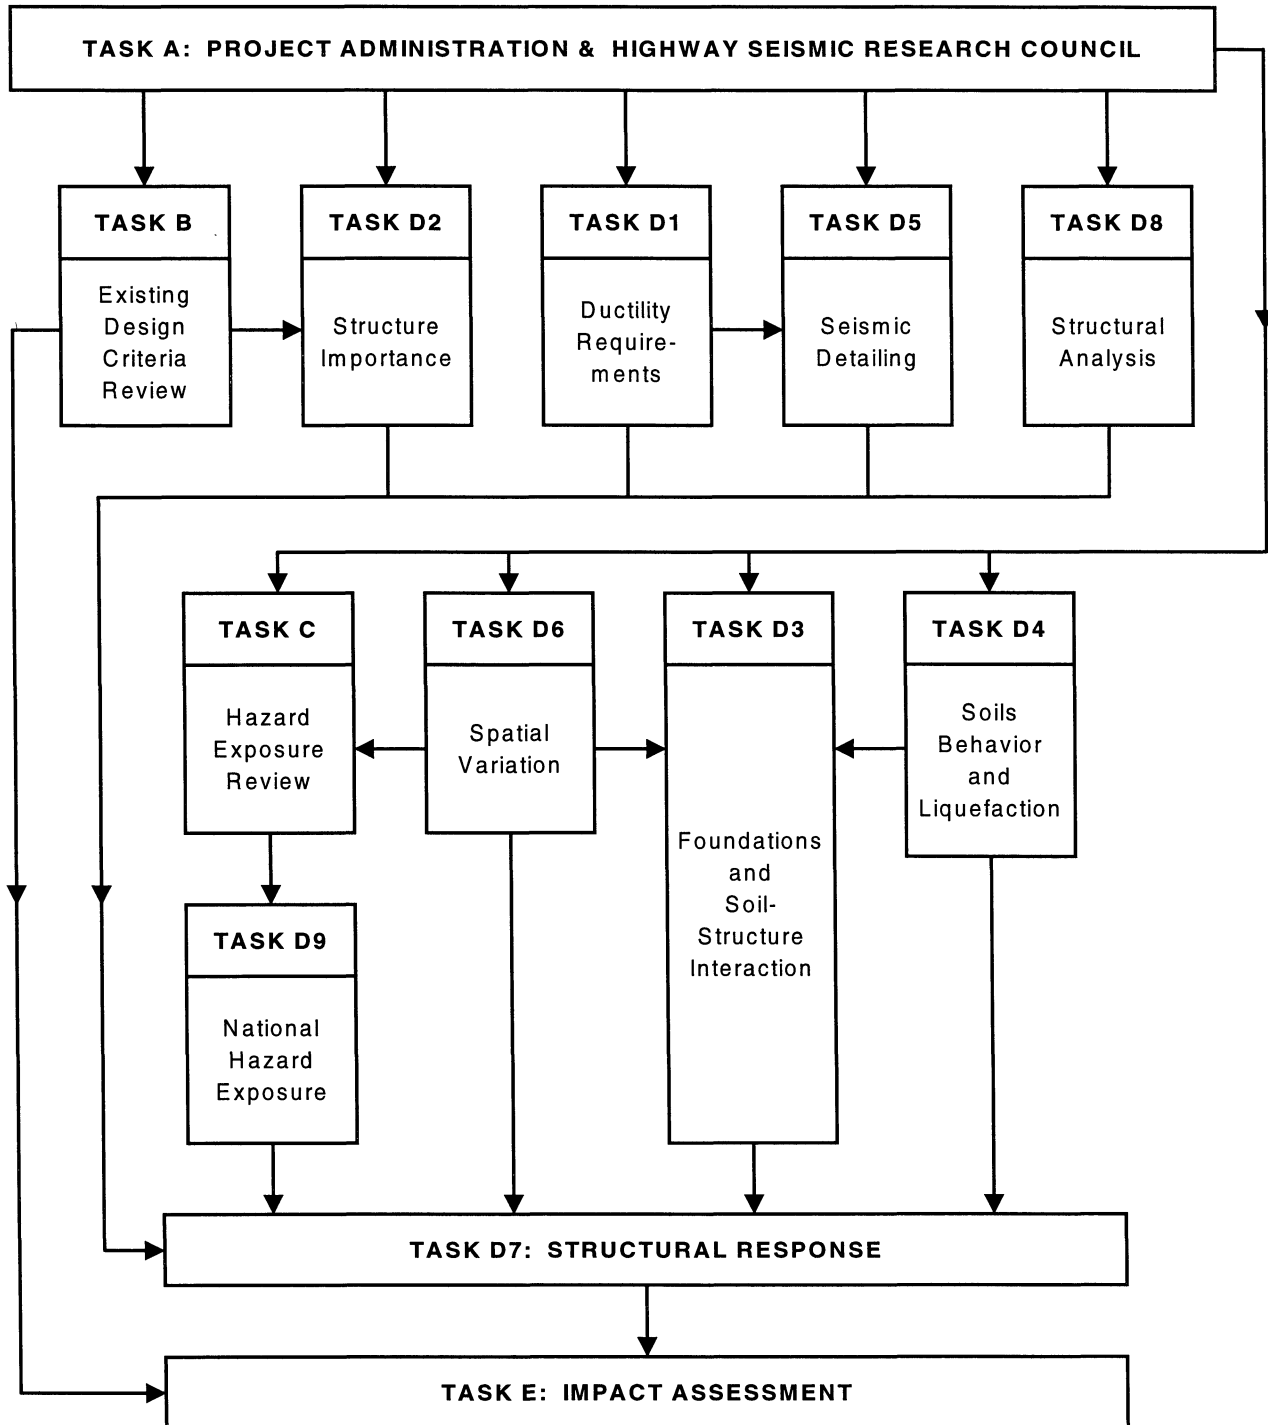 TASK A: PROJECT ADMINISTRATION & HIGHWAY SEISMIC RESEARCH COUNCIL
TASK B
Existing
Design
Criteria
Review
TASK D2
Structure
Importance
TASK D1
Ductility
Require-
ments
TASK D5
Seismic
Detailing
TASK D8
Structural
Analysis
TASK C
Hazard
Exposure
Review
TASK D6
Spatial
Variation
TASK D3
Foundations
and
Soil-
Structure
Interaction
TASK D4
Soils
Behavior
and
Liquefaction
TASK D9
National
Hazard
Exposure
TASK D7: STRUCTURAL RESPONSE
TASK E: IMPACT ASSESSMENT